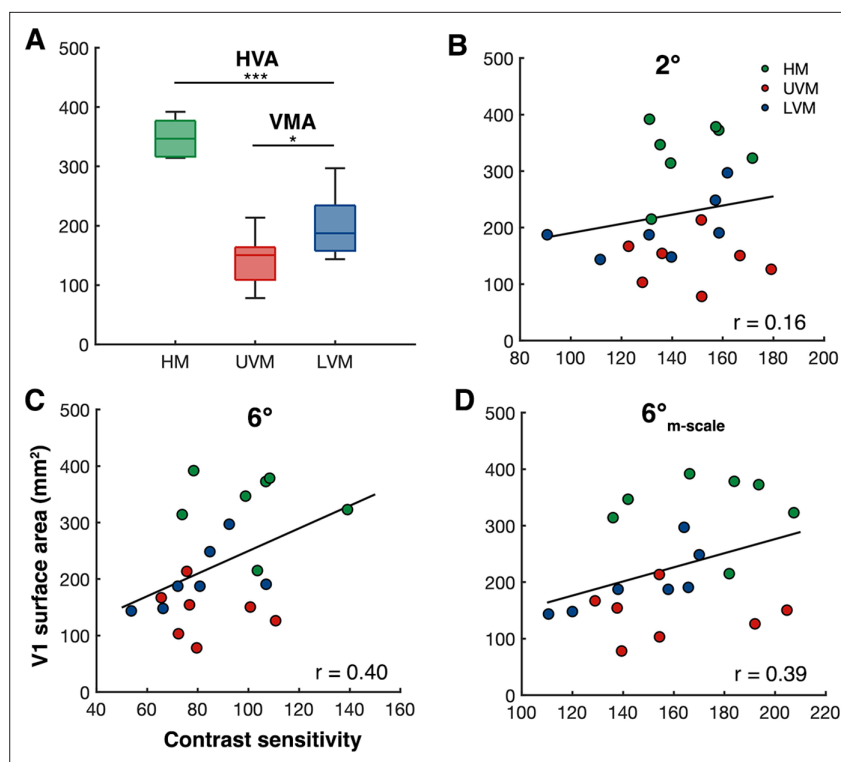 A
HVA
***
VMA
*
500
400
300
200
100
0
HM UVM LVM
B
2°
HM
UVM
LVM
500
400
300
200
100
0
r = 0.16
80 100 120 140 160 180 200
C
6°
500
400
300
200
100
0
r = 0.40
40 60 80 100 120 140 160
V1 surface area (mm²)
Contrast sensitivity
D
6°m-scale
500
400
300
200
100
0
r = 0.39
100 120 140 160 180 200 220